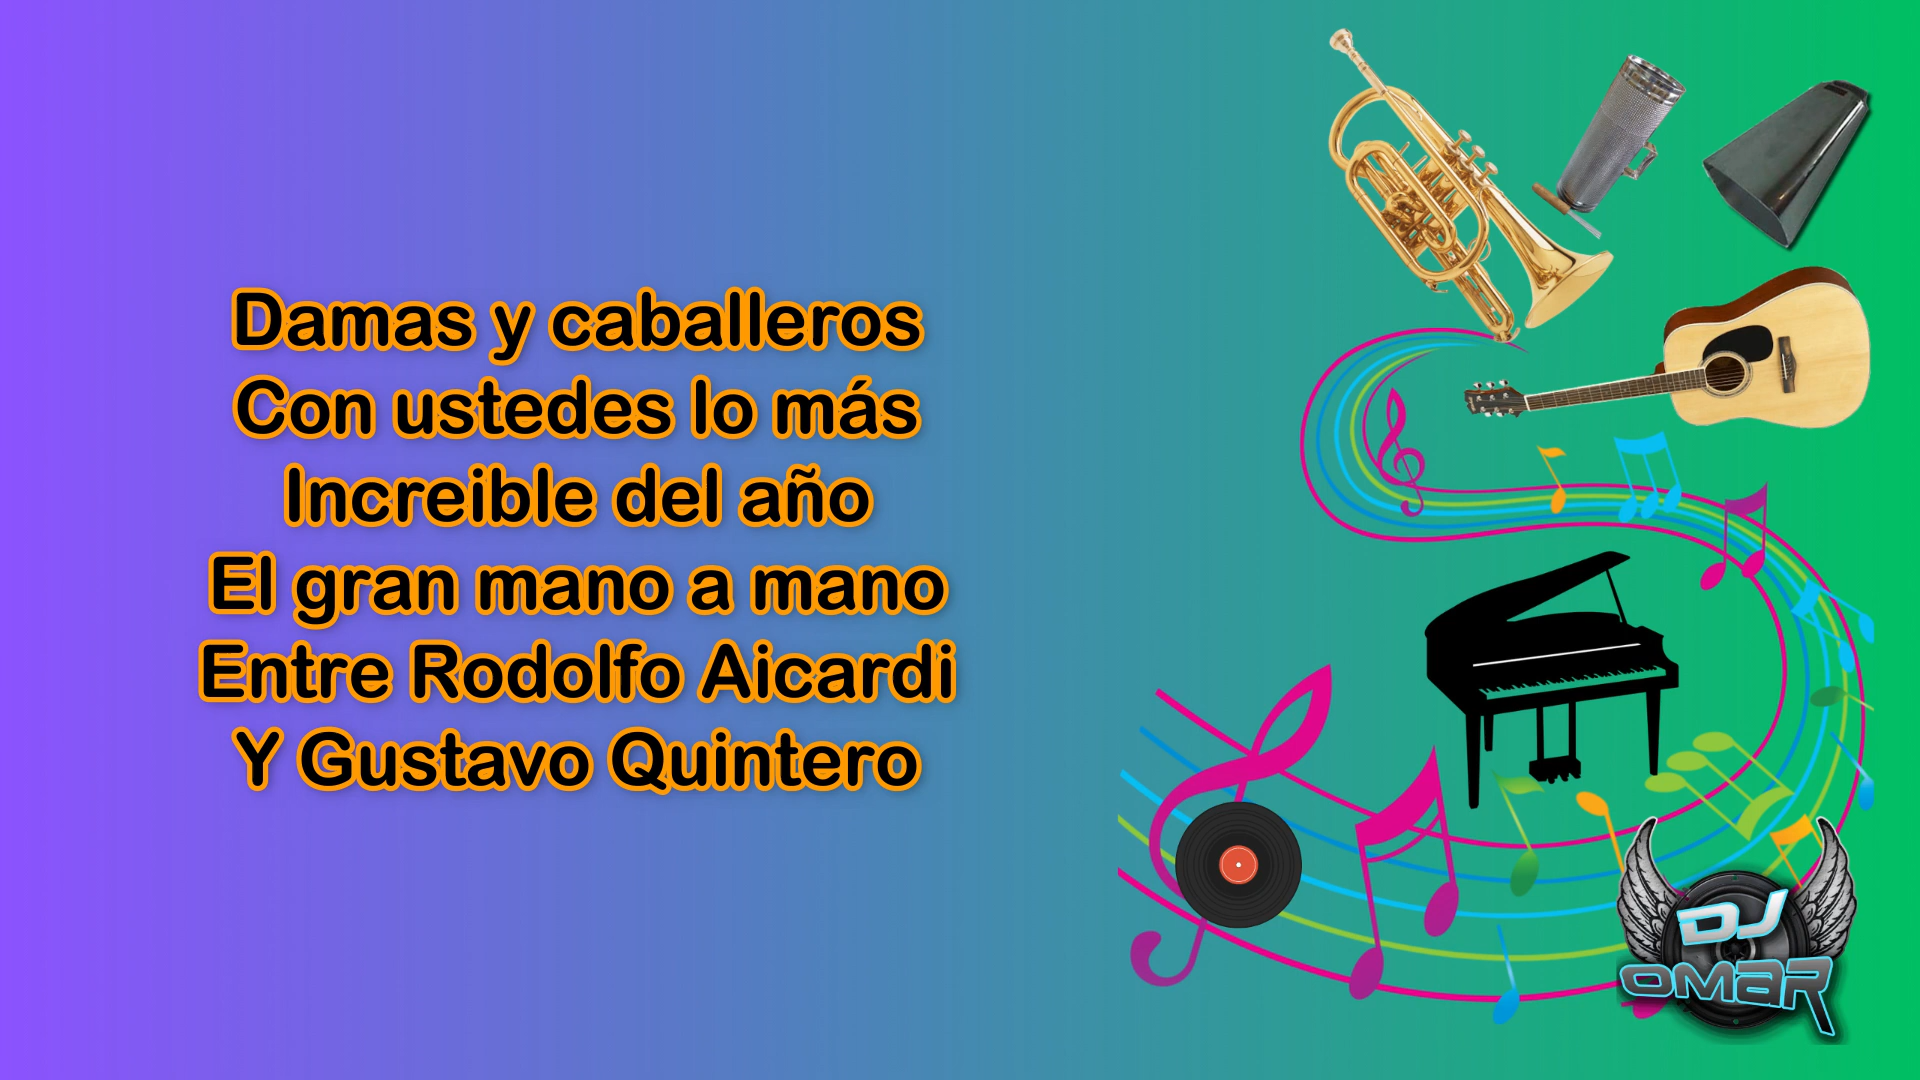 Damas y caballeros
Con ustedes lo más
Increible del año
El gran mano a mano
Entre Rodolfo Aicardi
Y Gustavo Quintero
DJ
OMAR